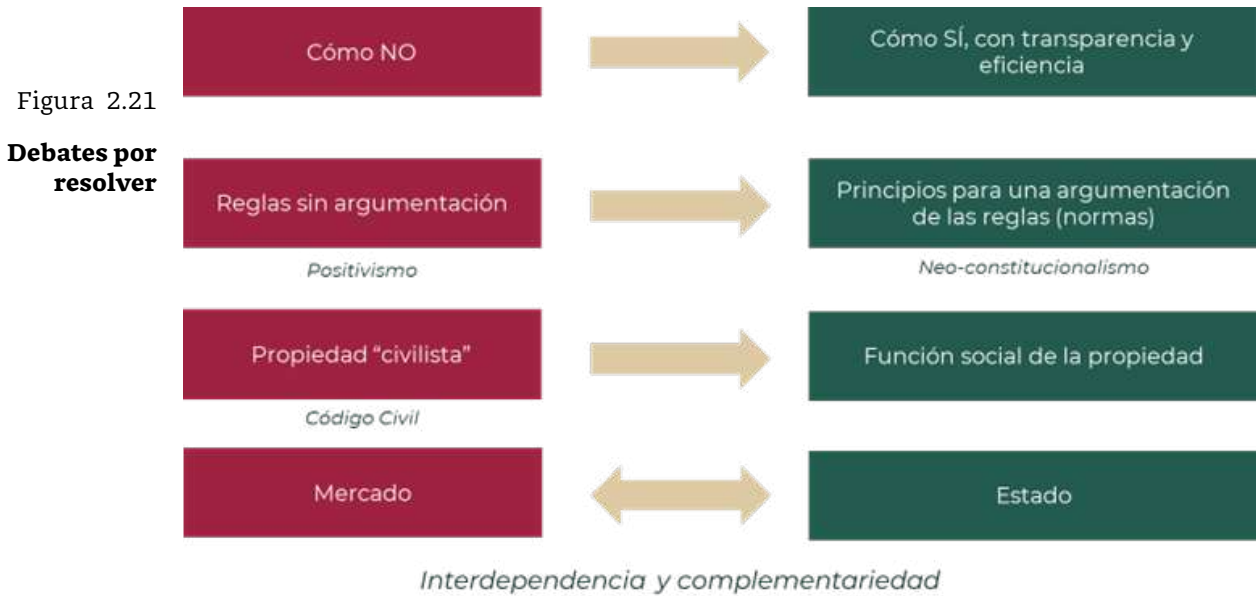 Figura 2.21
Debates por
resolver
Cómo NO
Cómo SÍ, con transparencia y
eficiencia
Reglas sin argumentación
Principios para una argumentación
de las reglas (normas)
Positivismo
Neo-constitucionalismo
Propiedad “civilista”
Función social de la propiedad
Código Civil
Mercado
Estado
Interdependencia y complementariedad